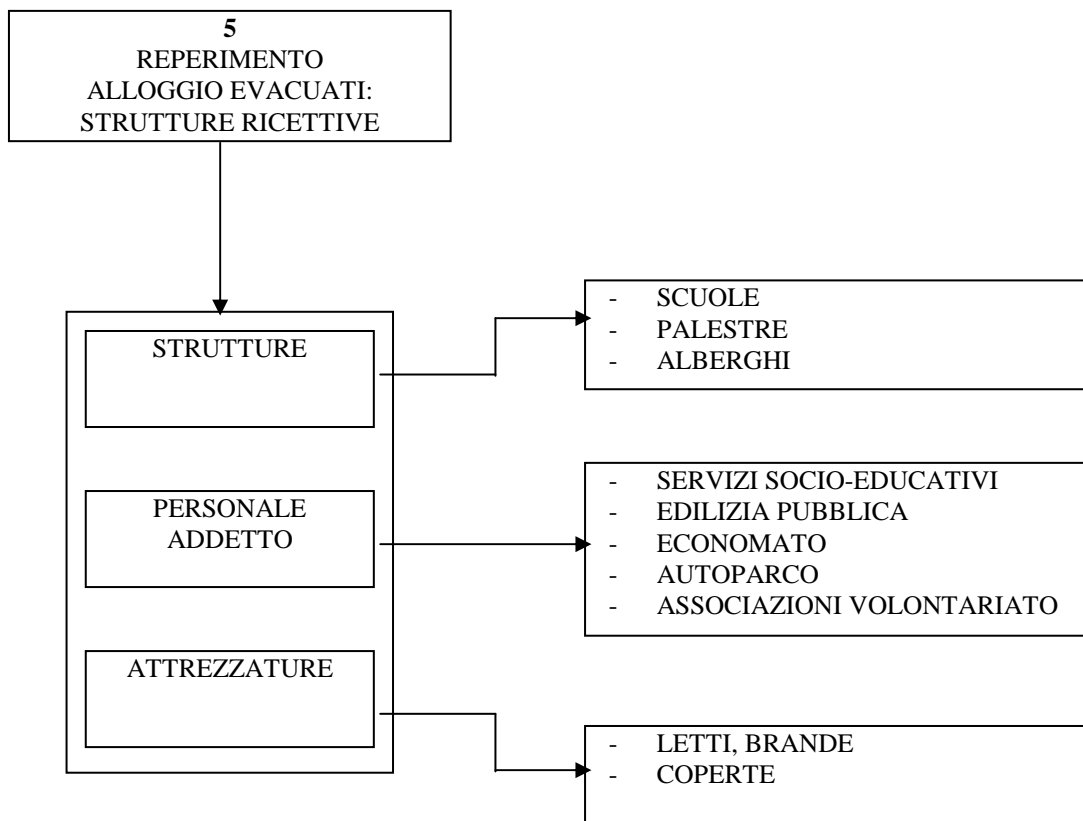 5
REPERIMENTO
ALLOGGIO EVACUATI:
STRUTTURE RICETTIVE
STRUTTURE
- SCUOLE
- PALESTRE
- ALBERGHI
PERSONALE
ADDETTO
- SERVIZI SOCIO-EDUCATIVI
- EDILIZIA PUBBLICA
- ECONOMATO
- AUTOPARCO
- ASSOCIAZIONI VOLONTARIATO
ATTREZZATURE
- LETTI, BRANDE
- COPERTE